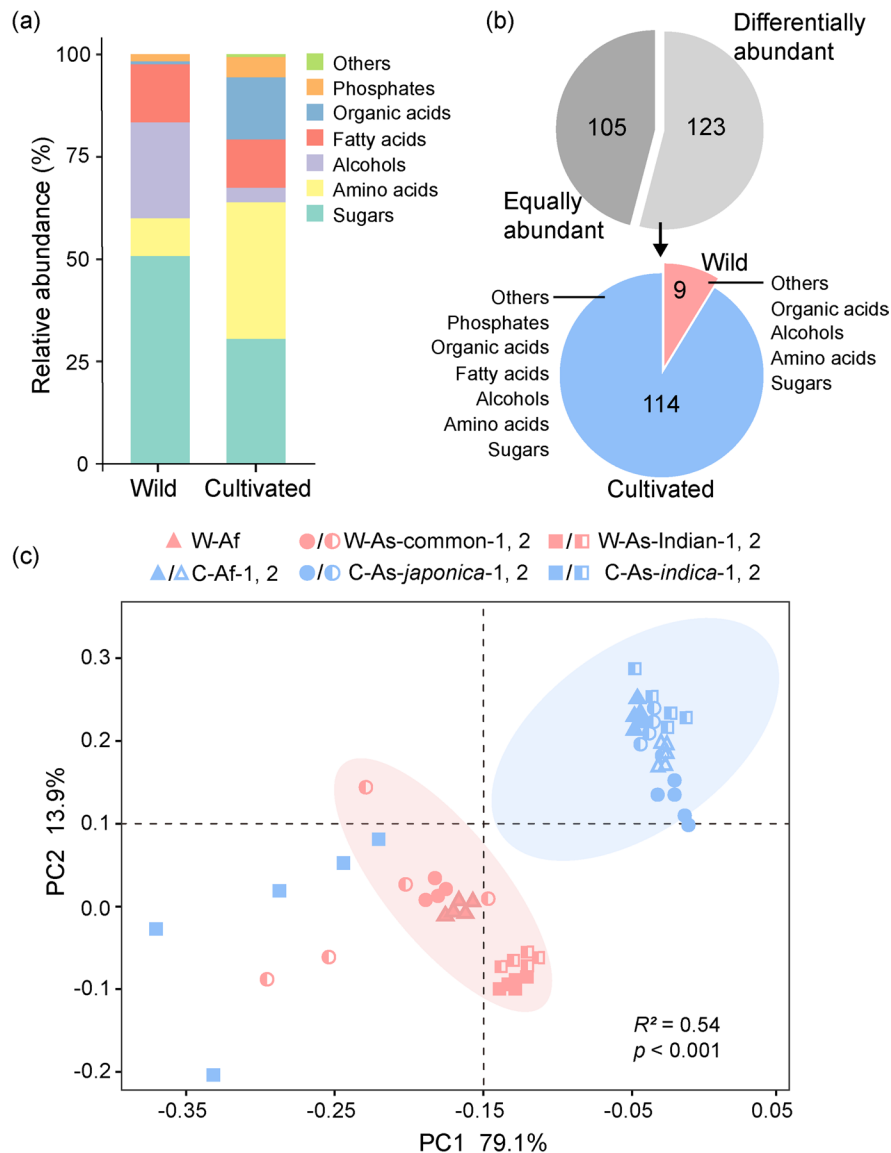 (a)
100
75
50
25
0
Relative abundance (%)
Wild
Cultivated
Others
Phosphates
Organic acids
Fatty acids
Alcohols
Amino acids
Sugars
(b)
Differentially
abundant
105
123
Equally
abundant
Wild
9
Others
Organic acids
Alcohols
Amino acids
Sugars
Others
Phosphates
Organic acids
Fatty acids
Alcohols
Amino acids
Sugars
114
Cultivated
(c)
W-Af
/ W-As-common-1, 2
/ W-As-Indian-1, 2
/ C-Af-1, 2
/ C-As-japonica-1, 2
/ C-As-indica-1, 2
0.3
0.2
0.1
0.0
-0.1
-0.2
PC2 13.9%
R² = 0.54
p < 0.001
-0.35
-0.25
-0.15
-0.05
0.05
PC1 79.1%